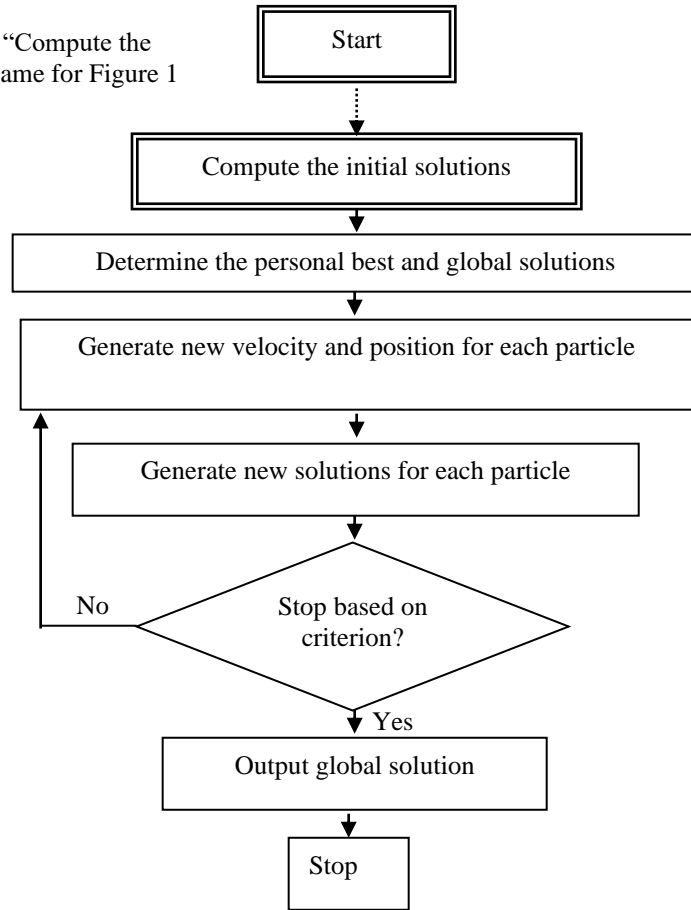 “Compute the
ame for Figure 1
Start
Compute the initial solutions
Determine the personal best and global solutions
Generate new velocity and position for each particle
Generate new solutions for each particle
No
Stop based on
criterion?
Yes
Output global solution
Stop